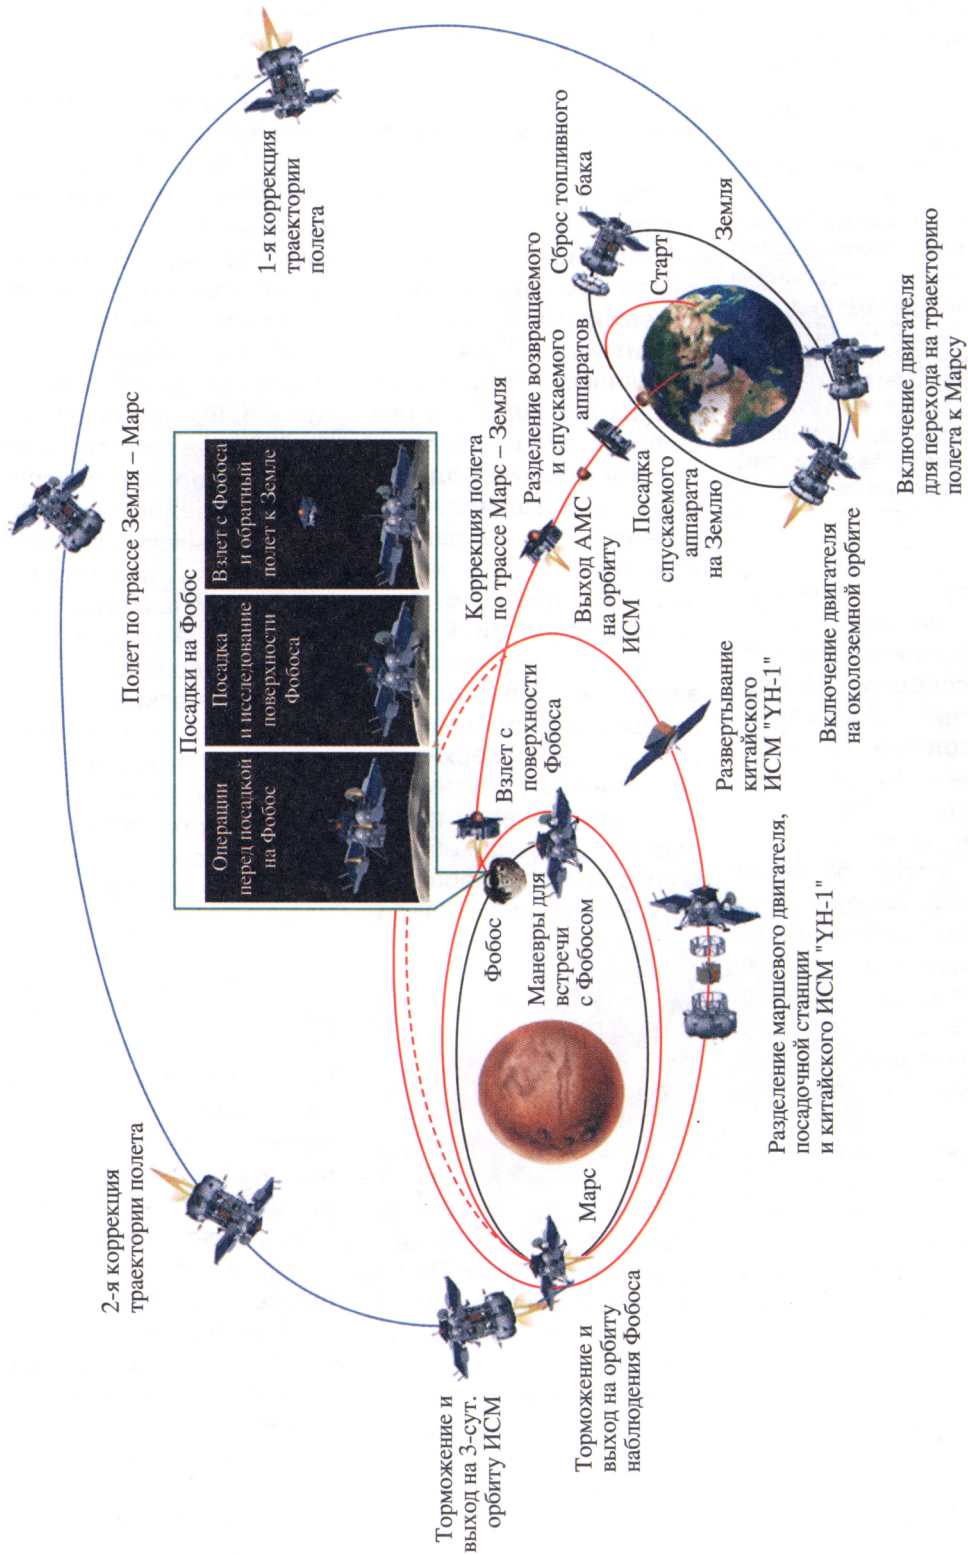 2-я коррекция
траектории полета
Полет по трассе Земля – Марс
1-я коррекция
траектории
полета
Посадки на Фобос
Операции
перед посадкой
на Фобос
Посадка
и исследование
поверхности
Фобоса
Взлет с Фобоса
и обратный
полет к Земле
Торможение и
выход на 3-сут.
орбиту ИСМ
Торможение и
выход на орбиту
наблюдения Фобоса
Марс
Фобос
Маневры для
встречи
с Фобосом
Взлет с
поверхности
Фобоса
Коррекция полета
по трассе Марс – Земля
Разделение возвращаемого
и спускаемого
аппаратов
Сброс топливного
бака
Старт
Земля
Выход АМС
на орбиту
ИСМ
Посадка
спускаемого
аппарата
на Землю
Разделение маршевого двигателя,
посадочной станции
и китайского ИСМ "YH-1"
Развертывание
китайского
ИСМ "YH-1"
Включение двигателя
на околоземной орбите
Включение двигателя
для перехода на траекторию
полета к Марсу